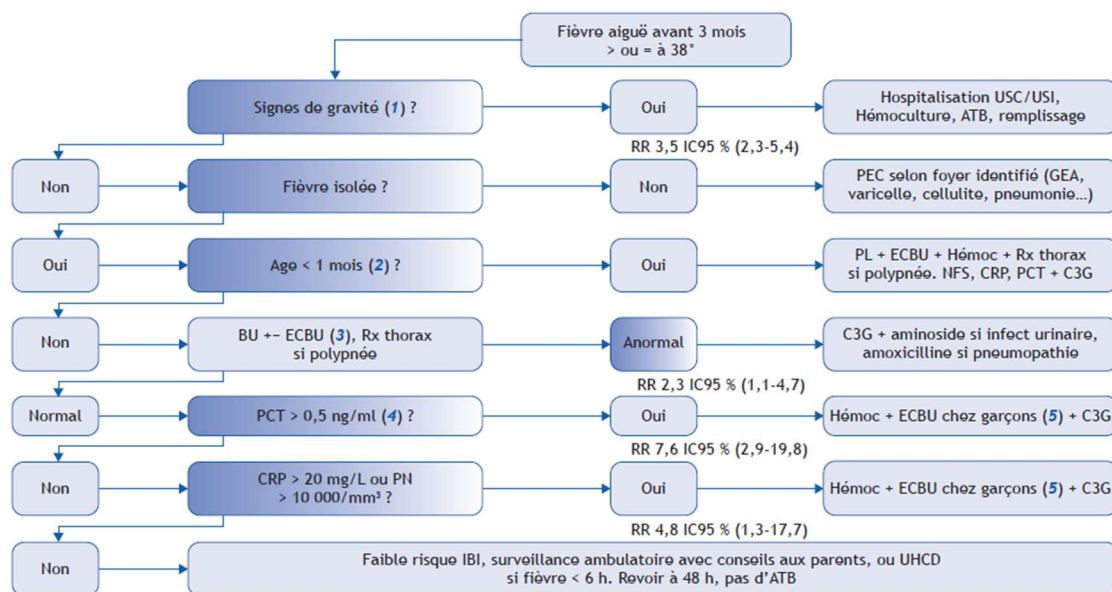 Fièvre aiguë avant 3 mois
> ou = à 38°
Signes de gravité (1) ?
Oui
Hospitalisation USC/USI,
Hémoculture, ATB, remplissage
RR 3,5 IC95 % (2,3-5,4)
Non
Fièvre isolée ?
Non
PEC selon foyer identifié (GEA,
varicelle, cellulite, pneumonie...)
Oui
Age < 1 mois (2) ?
Oui
PL + ECBU + Hémoc + Rx thorax
si polypnée. NFS, CRP, PCT + C3G
Non
BU +- ECBU (3), Rx thorax
si polypnée
Anormal
C3G + aminoside si infect urinaire,
amoxicilline si pneumopathie
RR 2,3 IC95 % (1,1-4,7)
Normal
PCT > 0,5 ng/ml (4) ?
Oui
Hémoc + ECBU chez garçons (5) + C3G
RR 7,6 IC95 % (2,9-19,8)
Non
CRP > 20 mg/L ou PN
> 10 000/mm³ ?
Oui
Hémoc + ECBU chez garçons (5) + C3G
RR 4,8 IC95 % (1,3-17,7)
Non
Faible risque IBI, surveillance ambulatoire avec conseils aux parents, ou UHCD
si fièvre < 6 h. Revoir à 48 h, pas d'ATB